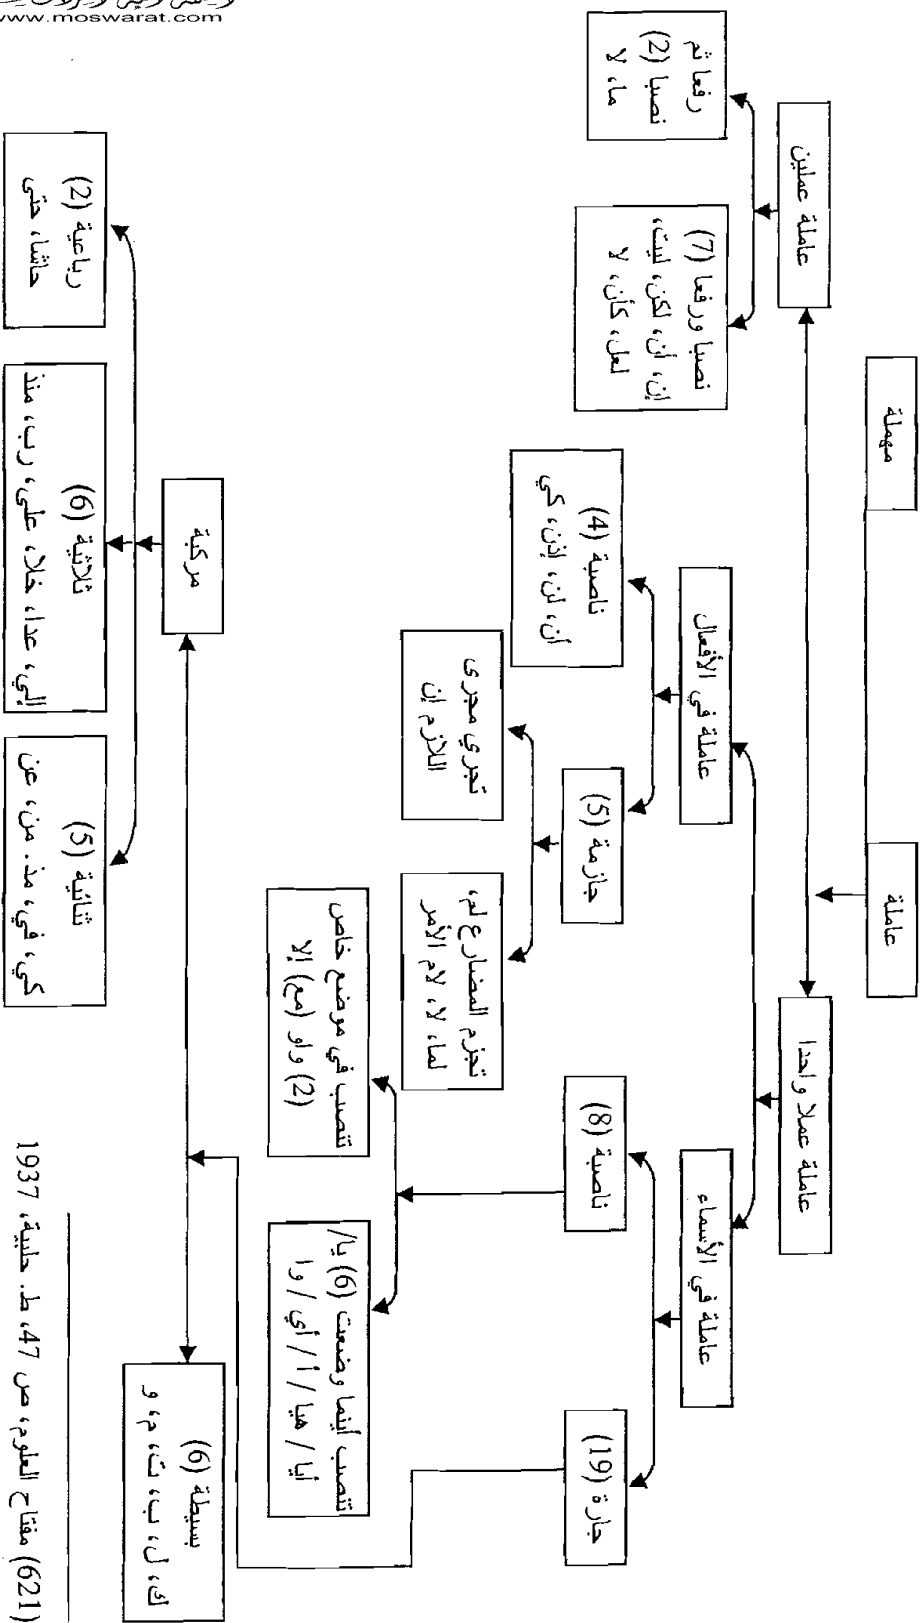 www.moswarat.com
مهملة
عاملة
عاملة عملين
عاملة عملا واحدا
رفعا ثم
نصبا (2)
ما، لا
نصبا ورفعا (7)
إن، أن، لكن، ليت،
لعل، كأن، لا
عاملة في الأفعال
عاملة في الأسماء
ناصبة (4)
أن، لن، إذن، كي
جازمة (5)
ناصبة (8)
جارة (19)
تجري مجرى
اللازم إن
تجزم المضارع لم،
لما، لا، لام الأمر
تنصب في موضع خاص
(2) واو (مع) إلا
تنصب أينما وضعت (6) يا/
أيا / هيا / أ / أي / وا
مركبة
بسيطة (6)
ك، ل، ب، ت، م، و
رباعية (2)
حاشا، حتى
ثلاثية (6)
إلي، عدا، خلا، على، رب، منذ
ثنائية (5)
كي، في، مذ. من، عن
(621) مفتاح العلوم، ص 47، ط. حلبية، 1937